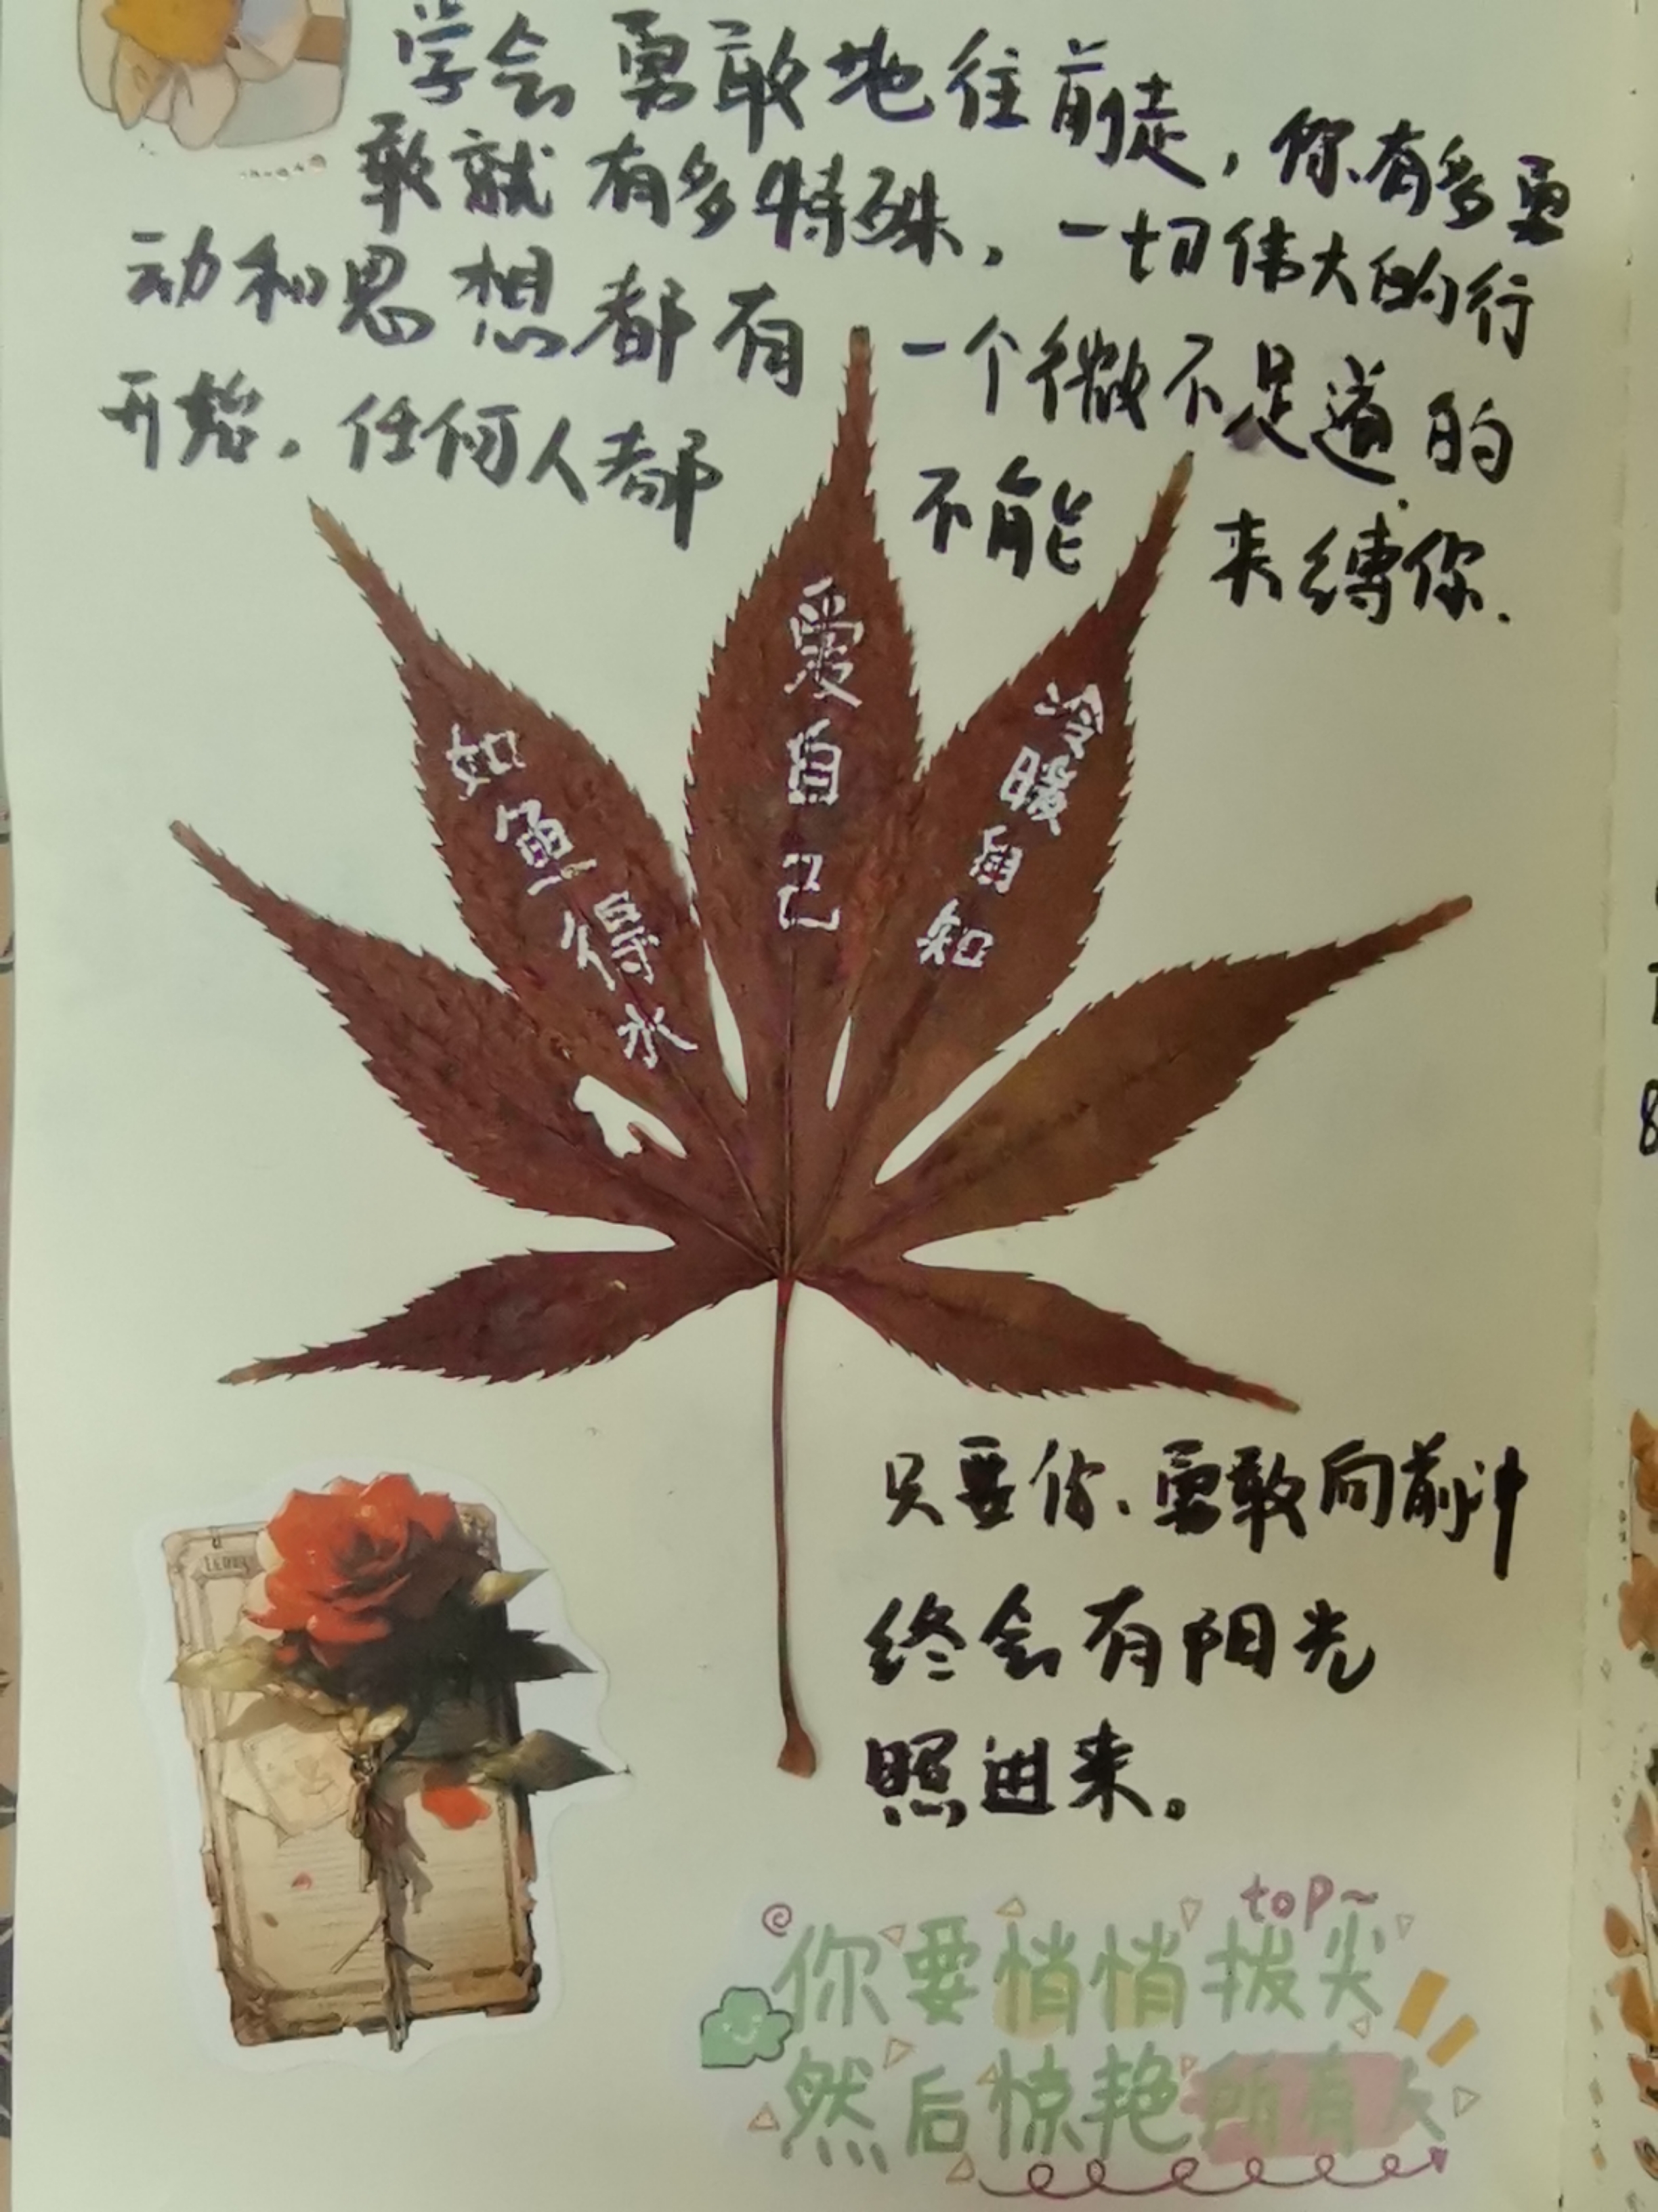 学会勇敢地往前走，你有多勇
敢就有多特殊，一切伟大的行
动和思想都有一个微不足道的
开始，任何人都不能来缚你.
爱自己
如鱼得水
冷暖自知
只要你、勇敢向前冲
终会有阳光
照进来。
top~
你要悄悄拔尖
然后惊艳所有人